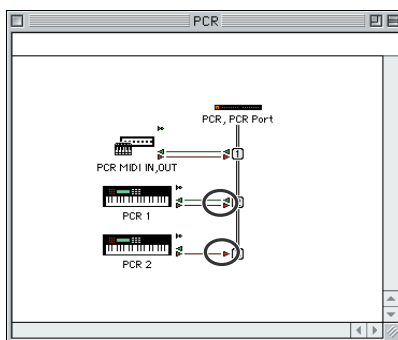 PCR
PCR, PCR Port
1
PCR MIDI IN,OUT
PCR 1
PCR 2